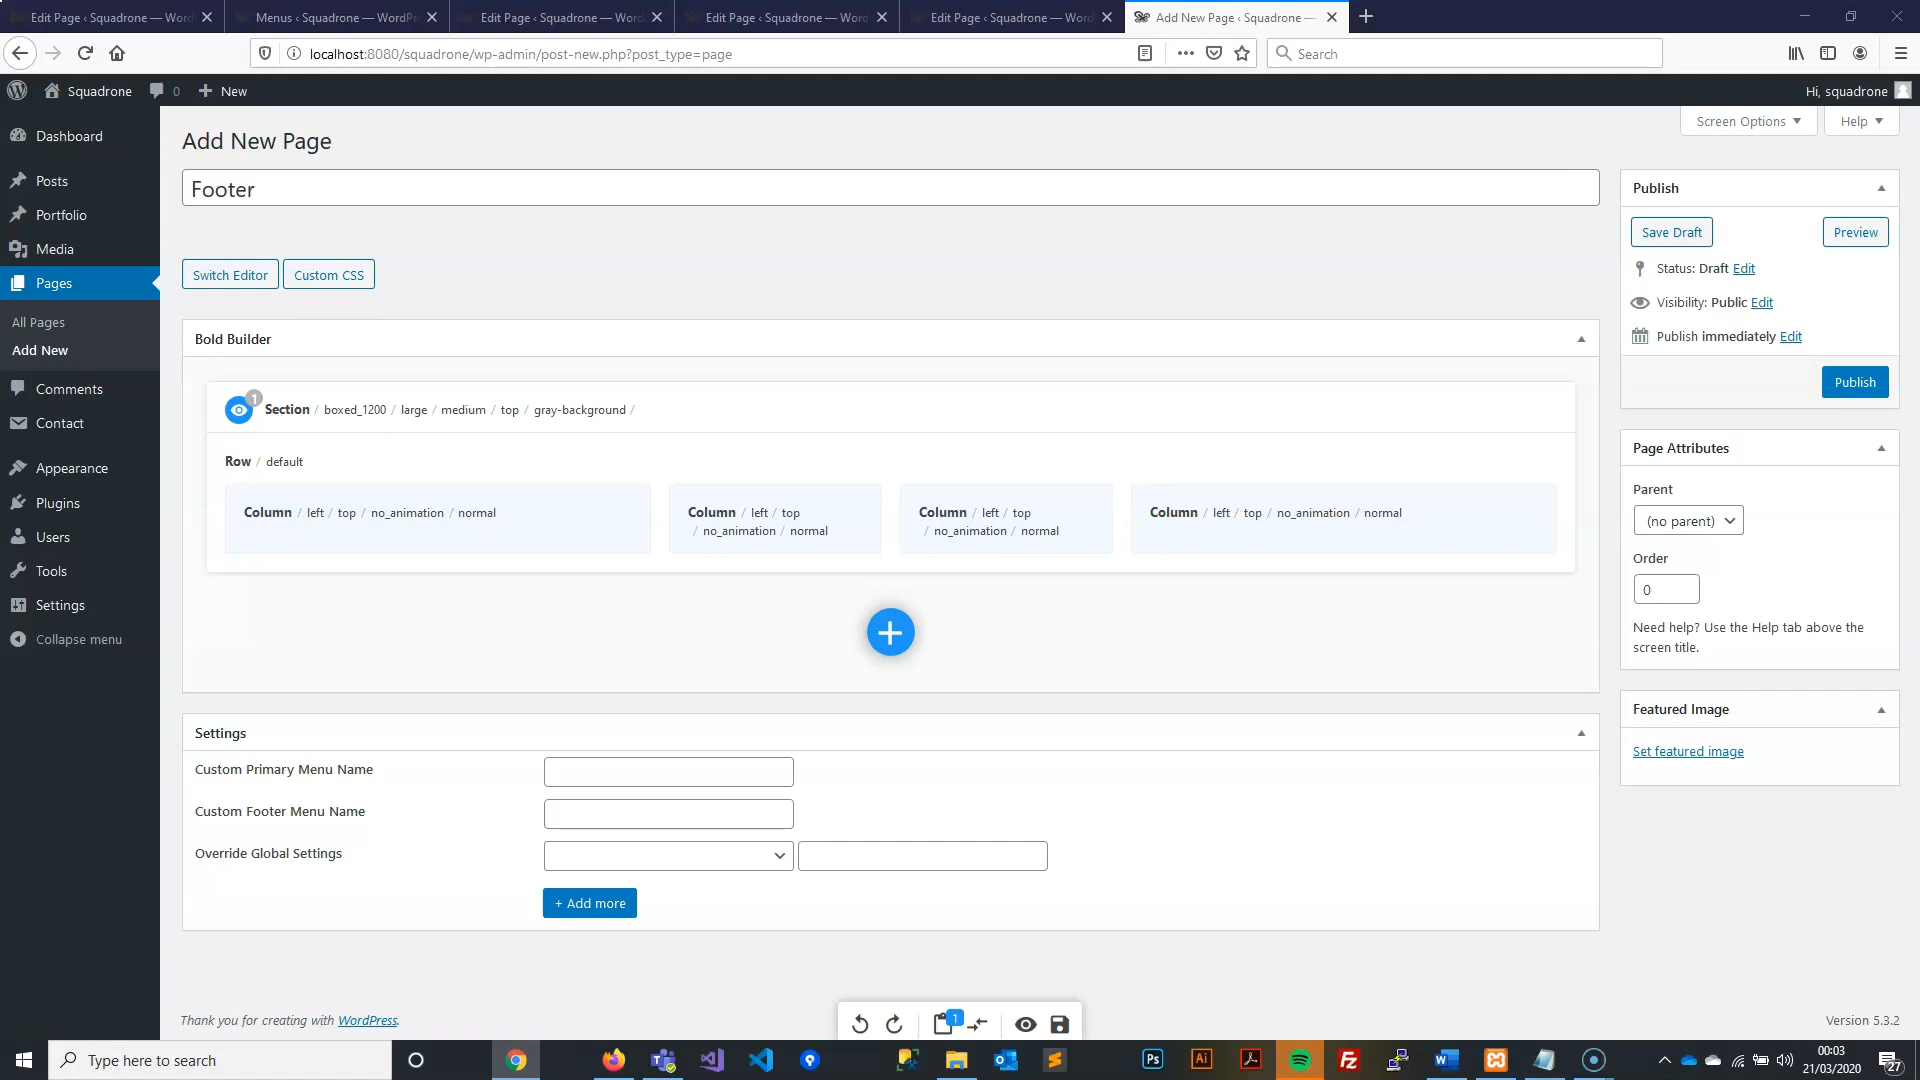 Edit Page ‹ Squadrone — Word
Menus ‹ Squadrone — WordPr
Edit Page ‹ Squadrone — Word
Edit Page ‹ Squadrone — Word
Edit Page ‹ Squadrone — Word
Add New Page ‹ Squadrone —
localhost:8080/squadrone/wp-admin/post-new.php?post_type=page
Search
Squadrone
0
New
Hi, squadrone
Dashboard
Posts
Portfolio
Media
Pages
All Pages
Add New
Comments
Contact
Appearance
Plugins
Users
Tools
Settings
Collapse menu
Screen Options
Help
Add New Page
Footer
Switch Editor
Custom CSS
Bold Builder
1
Section / boxed_1200 / large / medium / top / gray-background /
Row / default
Column / left / top / no_animation / normal
Column / left / top
/ no_animation / normal
Column / left / top
/ no_animation / normal
Column / left / top / no_animation / normal
Settings
Custom Primary Menu Name
Custom Footer Menu Name
Override Global Settings
+ Add more
Publish
Save Draft
Preview
Status: Draft Edit
Visibility: Public Edit
Publish immediately Edit
Publish
Page Attributes
Parent
(no parent)
Order
0
Need help? Use the Help tab above the
screen title.
Featured Image
Set featured image
Thank you for creating with WordPress.
1
Version 5.3.2
Type here to search
Ps
Ai
Fz
W
00:03
21/03/2020
27